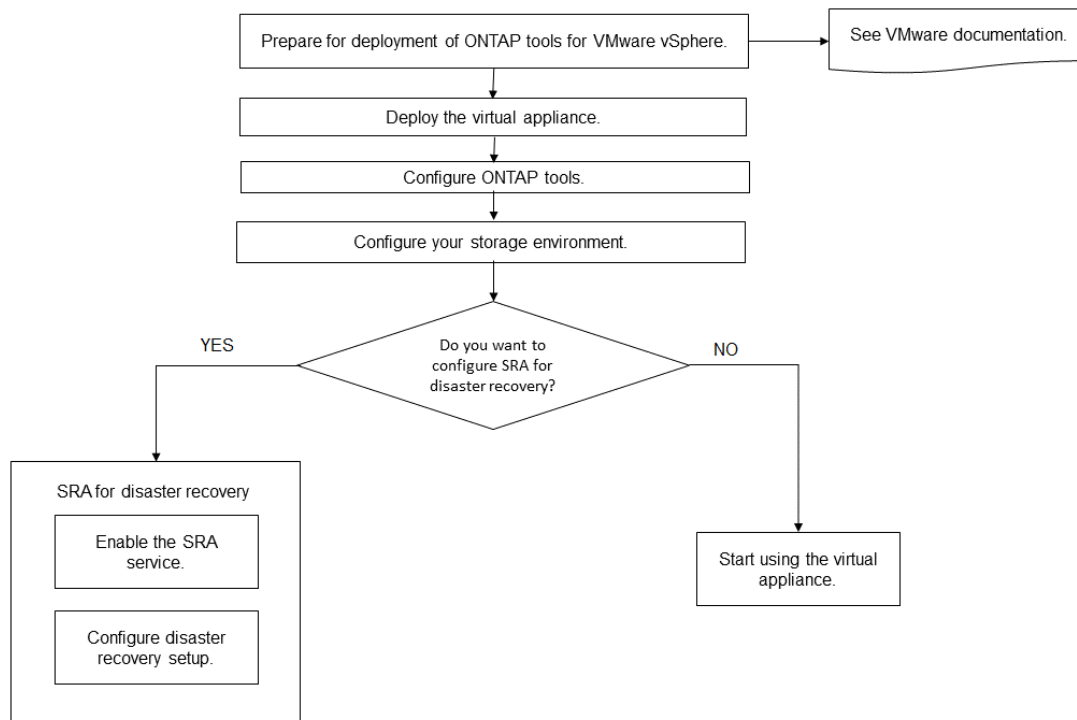 Prepare for deployment of ONTAP tools for VMware vSphere.
See VMware documentation.
Deploy the virtual appliance.
Configure ONTAP tools.
Configure your storage environment.
Do you want to
configure SRA for
disaster recovery?
YES
NO
SRA for disaster recovery
Enable the SRA
service.
Configure disaster
recovery setup.
Start using the virtual
appliance.